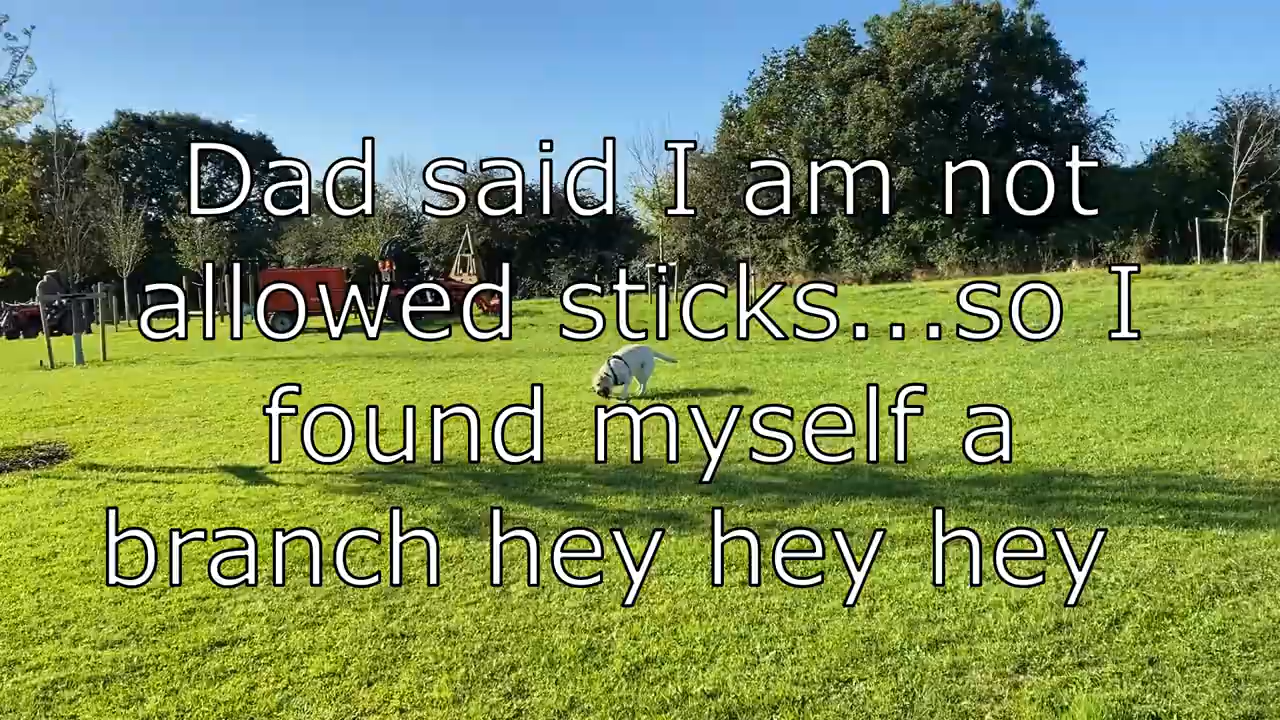 Dad said I am not
allowed sticks...so I
found myself a
branch hey hey hey